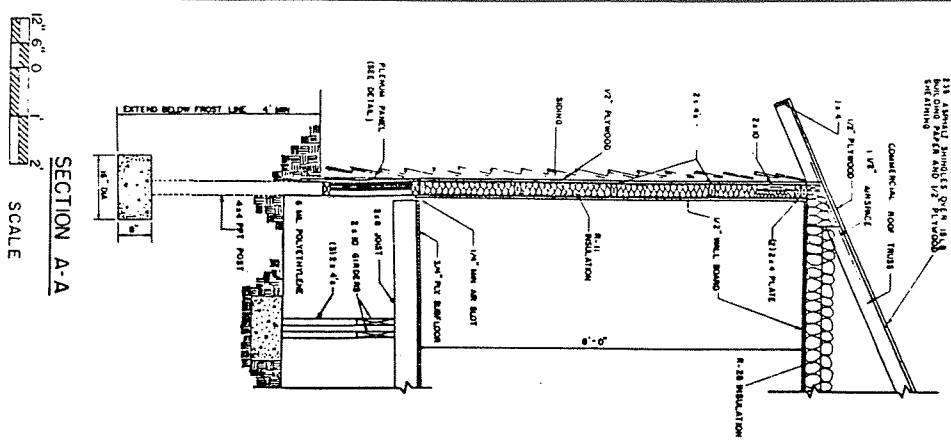 235 ASPHALT SHINGLES OVER 15 LB
BUILDING PAPER AND 1/2" PLYWOOD
SHEATHING
COMMERCIAL ROOF TRUSS
1 1/2" AIRSPACE
1/2" PLYWOOD
1x4
2x10
2x4's
1/2" PLYWOOD
SIDING
PLENUM PANEL
(SEE DETAIL)
(2) 2x4 PLATE
1/2" WALL BOARD
R-11
INSULATION
R-28 INSULATION
8'-0"
1/4" MIN AIR SLOT
3/4" PLY SUBFLOOR
2x8 JOIST
2x10 GIRDERS
(3) 2x4's
6 MIL POLYETHYLENE
4x4 PPT POST
EXTEND BELOW FROST LINE 4' MIN
16" DIA
8"
SECTION A-A
12" 6" 0 1' 2'
SCALE